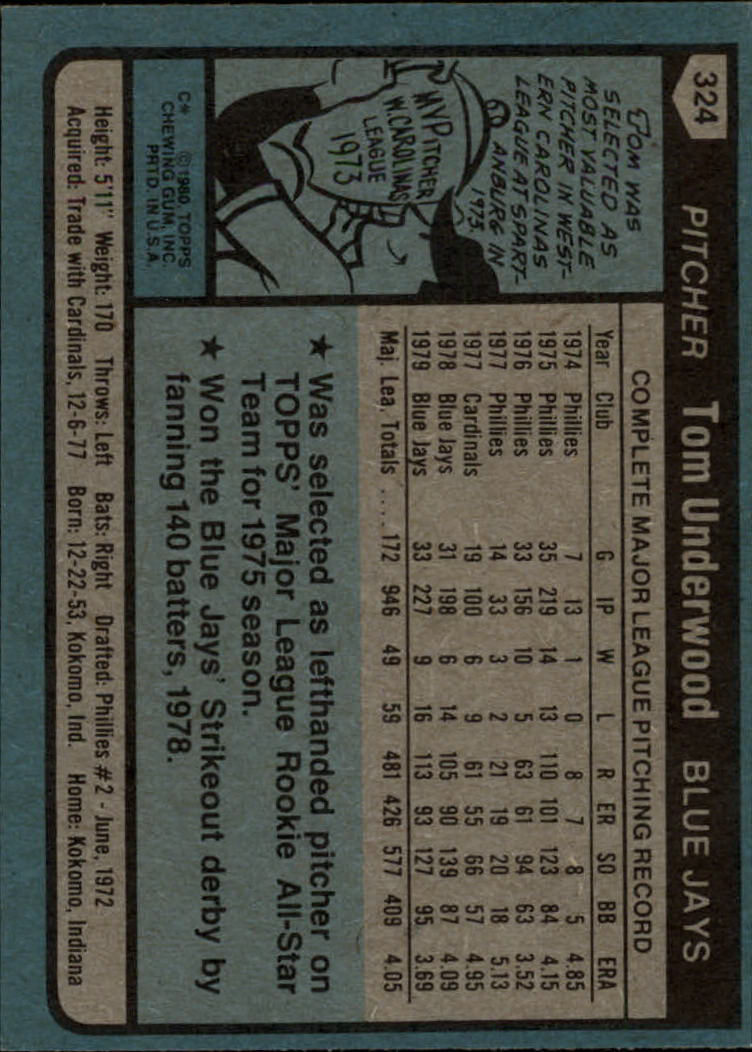 324
PITCHER Tom Underwood BLUE JAYS
TOM WAS
SELECTED AS
MOST VALUABLE
PITCHER IN WEST-
ERN CAROLINAS
LEAGUE AT SPART-
ANBURG IN
1973.
MVPITCHER
W. CAROLINAS
LEAGUE
1973
C* © 1980 TOPPS
CHEWING GUM, INC.
PRTD. IN U.S.A.
COMPLETE MAJOR LEAGUE PITCHING RECORD
Year Club G IP W L R ER SO BB ERA
1974 Phillies 7 13 1 0 8 7 8 5 4.85
1975 Phillies 35 219 14 13 110 101 123 84 4.15
1976 Phillies 33 156 10 5 63 61 94 63 3.52
1977 Phillies 14 33 3 2 21 19 20 18 5.13
1977 Cardinals 19 100 6 9 61 55 66 57 4.95
1978 Blue Jays 31 198 6 14 105 90 139 87 4.09
1979 Blue Jays 33 227 9 16 113 93 127 95 3.69
Maj. Lea. Totals .... 172 946 49 59 481 426 577 409 4.05
★ Was selected as lefthanded pitcher on
TOPPS' Major League Rookie All-Star
Team for 1975 season.
★ Won the Blue Jays' Strikeout derby by
fanning 140 batters, 1978.
Height: 5'11" Weight: 170 Throws: Left Bats: Right Drafted: Phillies #2 - June, 1972
Acquired: Trade with Cardinals, 12-6-77 Born: 12-22-53, Kokomo, Ind. Home: Kokomo, Indiana